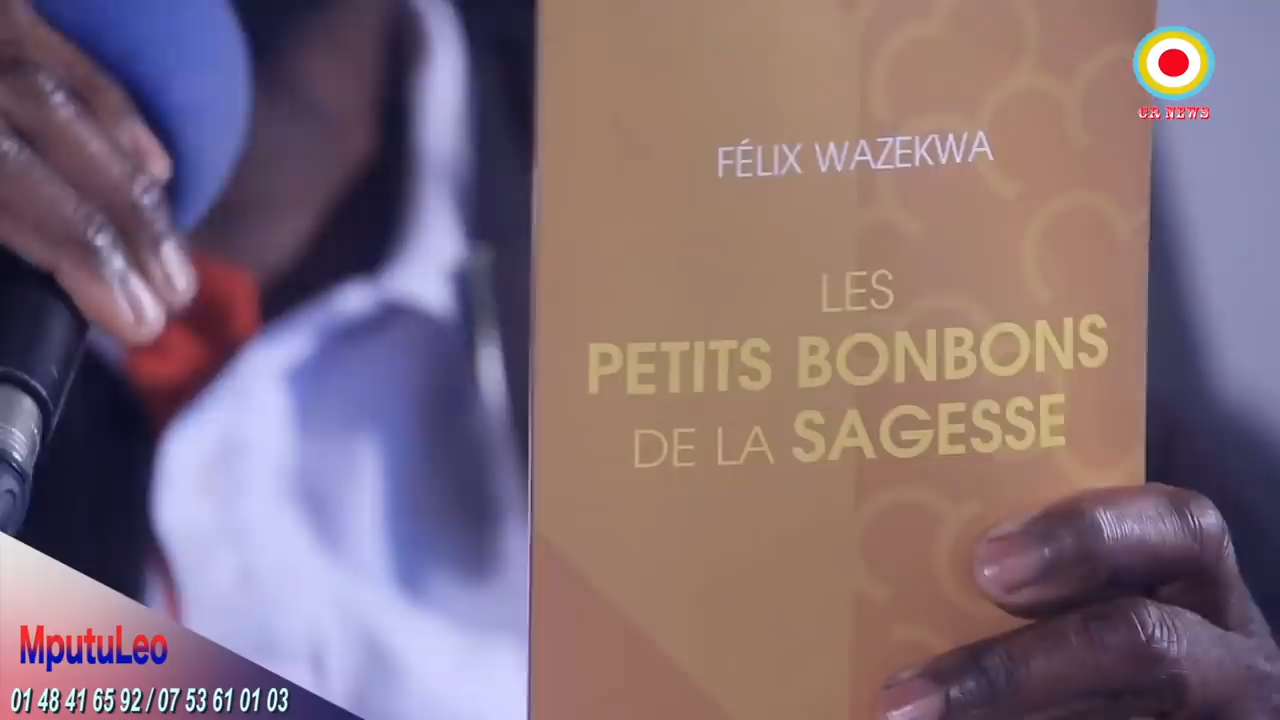 CR NEWS
FÉLIX WAZEKWA
LES
PETITS BONBONS
DE LA SAGESSE
MputuLeo
01 48 41 65 92 / 07 53 61 01 03